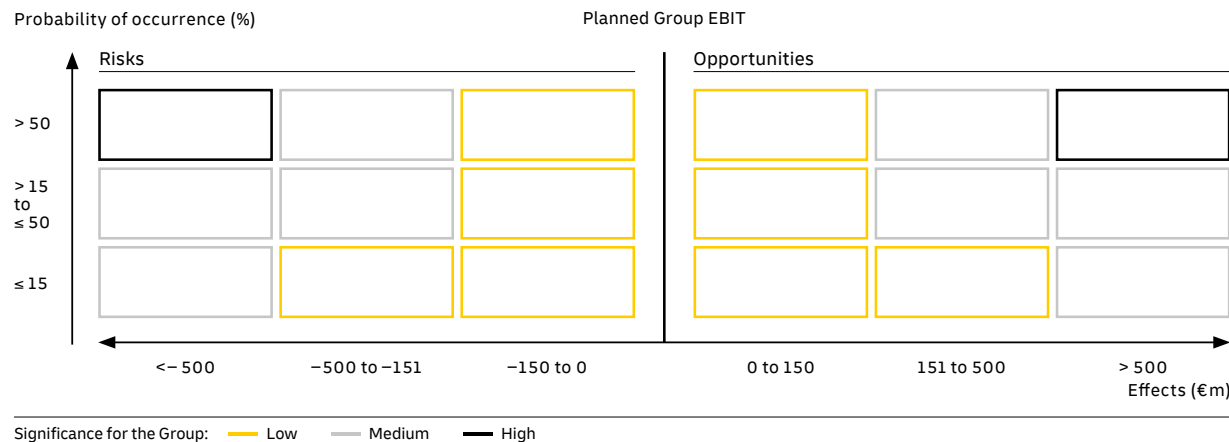 Probability of occurrence (%)
Planned Group EBIT
Risks
Opportunities
> 50
> 15
to
≤ 50
≤ 15
<– 500
–500 to –151
–150 to 0
0 to 150
151 to 500
> 500
Effects (€m)
Significance for the Group: Low Medium High